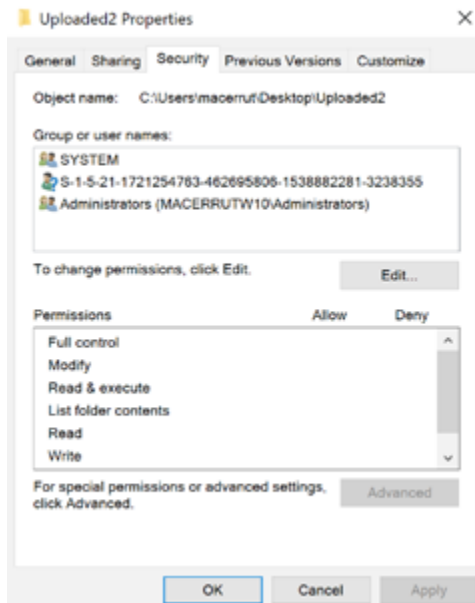 Uploaded2 Properties
General Sharing Security Previous Versions Customize
Object name: C:\Users\macerrut\Desktop\Uploaded2
Group or user names:
SYSTEM
S-1-5-21-1721254763-462695806-1538882281-3238355
Administrators (MACERRUTW10\Administrators)
To change permissions, click Edit.
Edit...
Permissions Allow Deny
Full control
Modify
Read & execute
List folder contents
Read
Write
For special permissions or advanced settings,
click Advanced.
Advanced
OK Cancel Apply